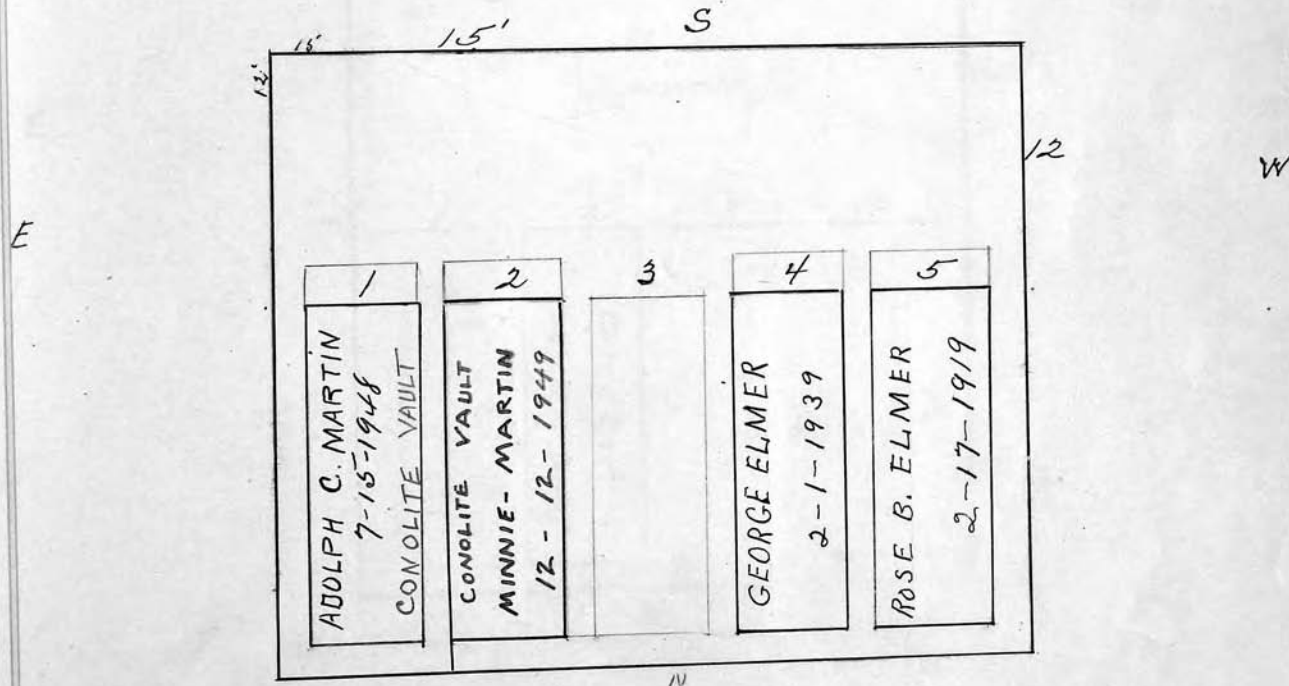 S
15
15'
12'
12
E
W
1
ADOLPH C. MARTIN
7-15-1948
CONOLITE VAULT
2
CONOLITE VAULT
MINNIE- MARTIN
12-12-1949
3
4
GEORGE ELMER
2-1-1939
5
ROSE B. ELMER
2-17-1919
N